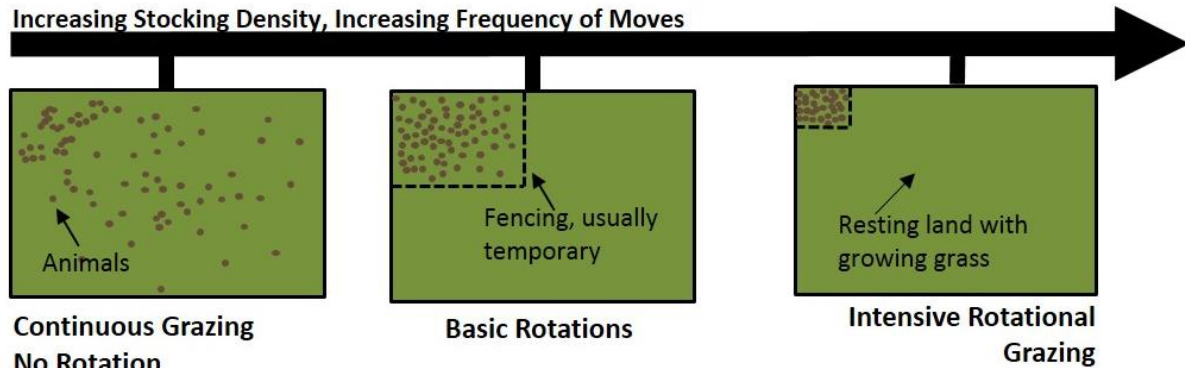 Increasing Stocking Density, Increasing Frequency of Moves
Animals
Continuous Grazing
No Rotation
Fencing, usually
temporary
Basic Rotations
Resting land with
growing grass
Intensive Rotational
Grazing